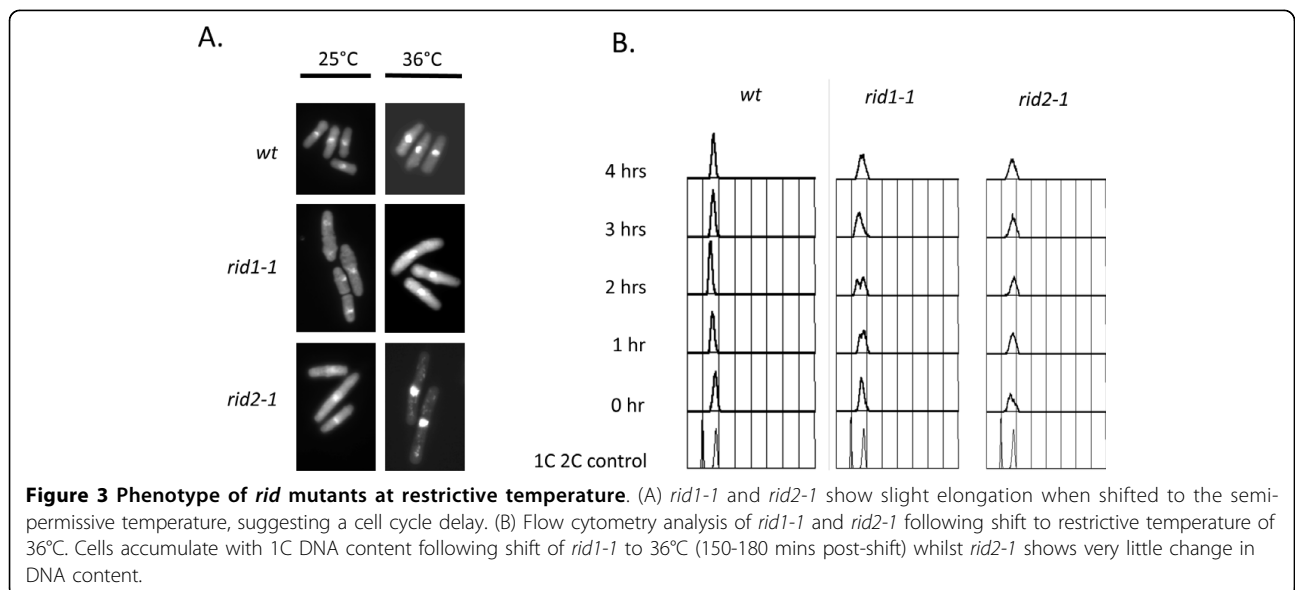 A.
25°C 36°C
wt
rid1-1
rid2-1
B.
wt rid1-1 rid2-1
4 hrs
3 hrs
2 hrs
1 hr
0 hr
1C 2C control
Figure 3 Phenotype of rid mutants at restrictive temperature. (A) rid1-1 and rid2-1 show slight elongation when shifted to the semi-
permissive temperature, suggesting a cell cycle delay. (B) Flow cytometry analysis of rid1-1 and rid2-1 following shift to restrictive temperature of
36°C. Cells accumulate with 1C DNA content following shift of rid1-1 to 36°C (150-180 mins post-shift) whilst rid2-1 shows very little change in
DNA content.